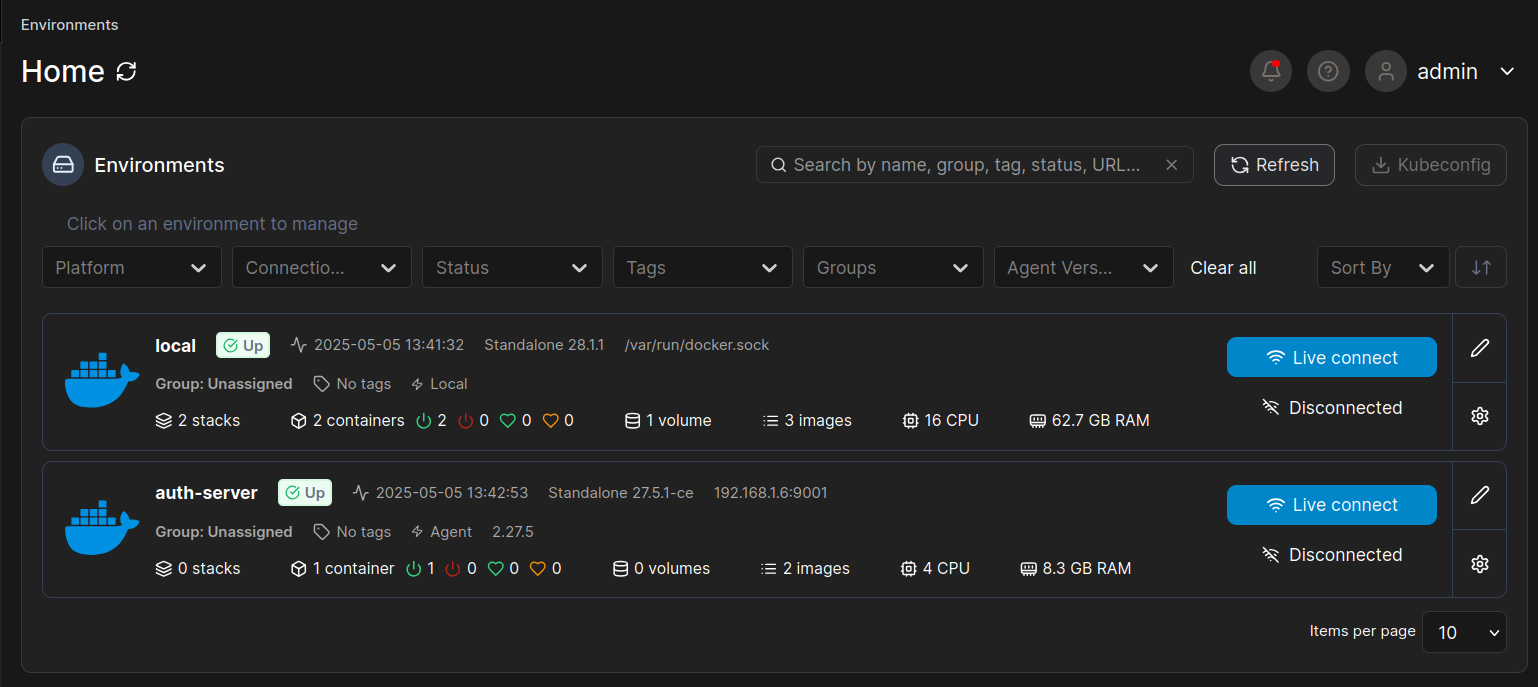 Environments
Home
admin
Environments
Search by name, group, tag, status, URL...
Refresh
Kubeconfig
Click on an environment to manage
Platform
Connectio...
Status
Tags
Groups
Agent Vers...
Clear all
Sort By
local Up 2025-05-05 13:41:32 Standalone 28.1.1 /var/run/docker.sock
Group: Unassigned No tags Local
2 stacks 2 containers 2 0 0 0 1 volume 3 images 16 CPU 62.7 GB RAM
Live connect
Disconnected
auth-server Up 2025-05-05 13:42:53 Standalone 27.5.1-ce 192.168.1.6:9001
Group: Unassigned No tags Agent 2.27.5
0 stacks 1 container 1 0 0 0 0 volumes 2 images 4 CPU 8.3 GB RAM
Live connect
Disconnected
Items per page 10